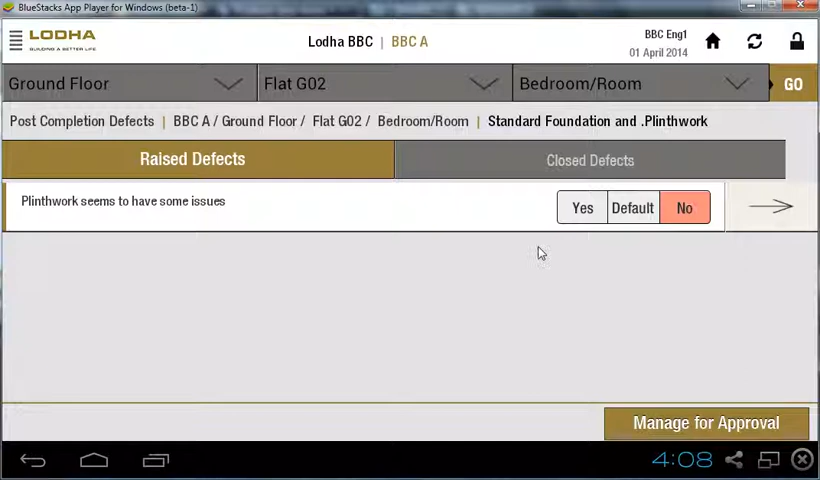 BlueStacks App Player for Windows (beta-1)
LODHA
BUILDING A BETTER LIFE
Lodha BBC | BBC A
BBC Eng1
01 April 2014
Ground Floor
Flat G02
Bedroom/Room
GO
Post Completion Defects | BBC A / Ground Floor / Flat G02 / Bedroom/Room | Standard Foundation and .Plinthwork
Raised Defects
Closed Defects
Plinthwork seems to have some issues
Yes
Default
No
Manage for Approval
4:08